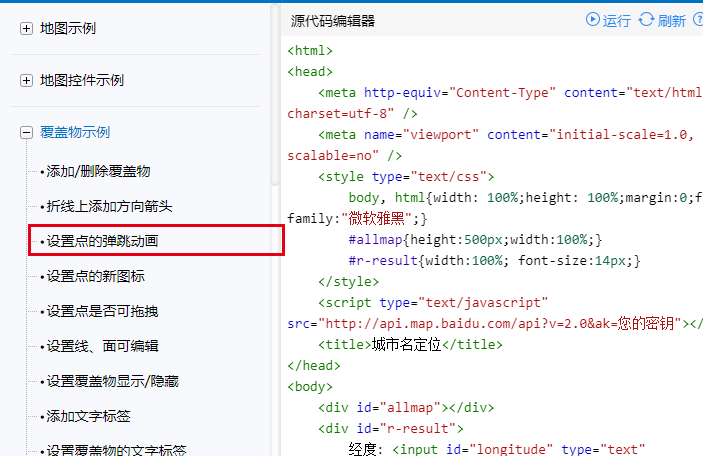 地图示例
地图控件示例
覆盖物示例
•添加/删除覆盖物
•折线上添加方向箭头
•设置点的弹跳动画
•设置点的新图标
•设置点是否可拖拽
•设置线、面可编辑
•设置覆盖物显示/隐藏
•添加文字标签
•设置覆盖物的文字标签
源代码编辑器
运行 刷新
<html>
<head>
<meta http-equiv="Content-Type" content="text/html
charset=utf-8" />
<meta name="viewport" content="initial-scale=1.0,
scalable=no" />
<style type="text/css">
body, html{width: 100%;height: 100%;margin:0;f
family:"微软雅黑";}
#allmap{height:500px;width:100%;}
#r-result{width:100%; font-size:14px;}
</style>
<script type="text/javascript"
src="http://api.map.baidu.com/api?v=2.0&ak=您的密钥"></
<title>城市名定位</title>
</head>
<body>
<div id="allmap"></div>
<div id="r-result">
经度: <input id="longitude" type="text"